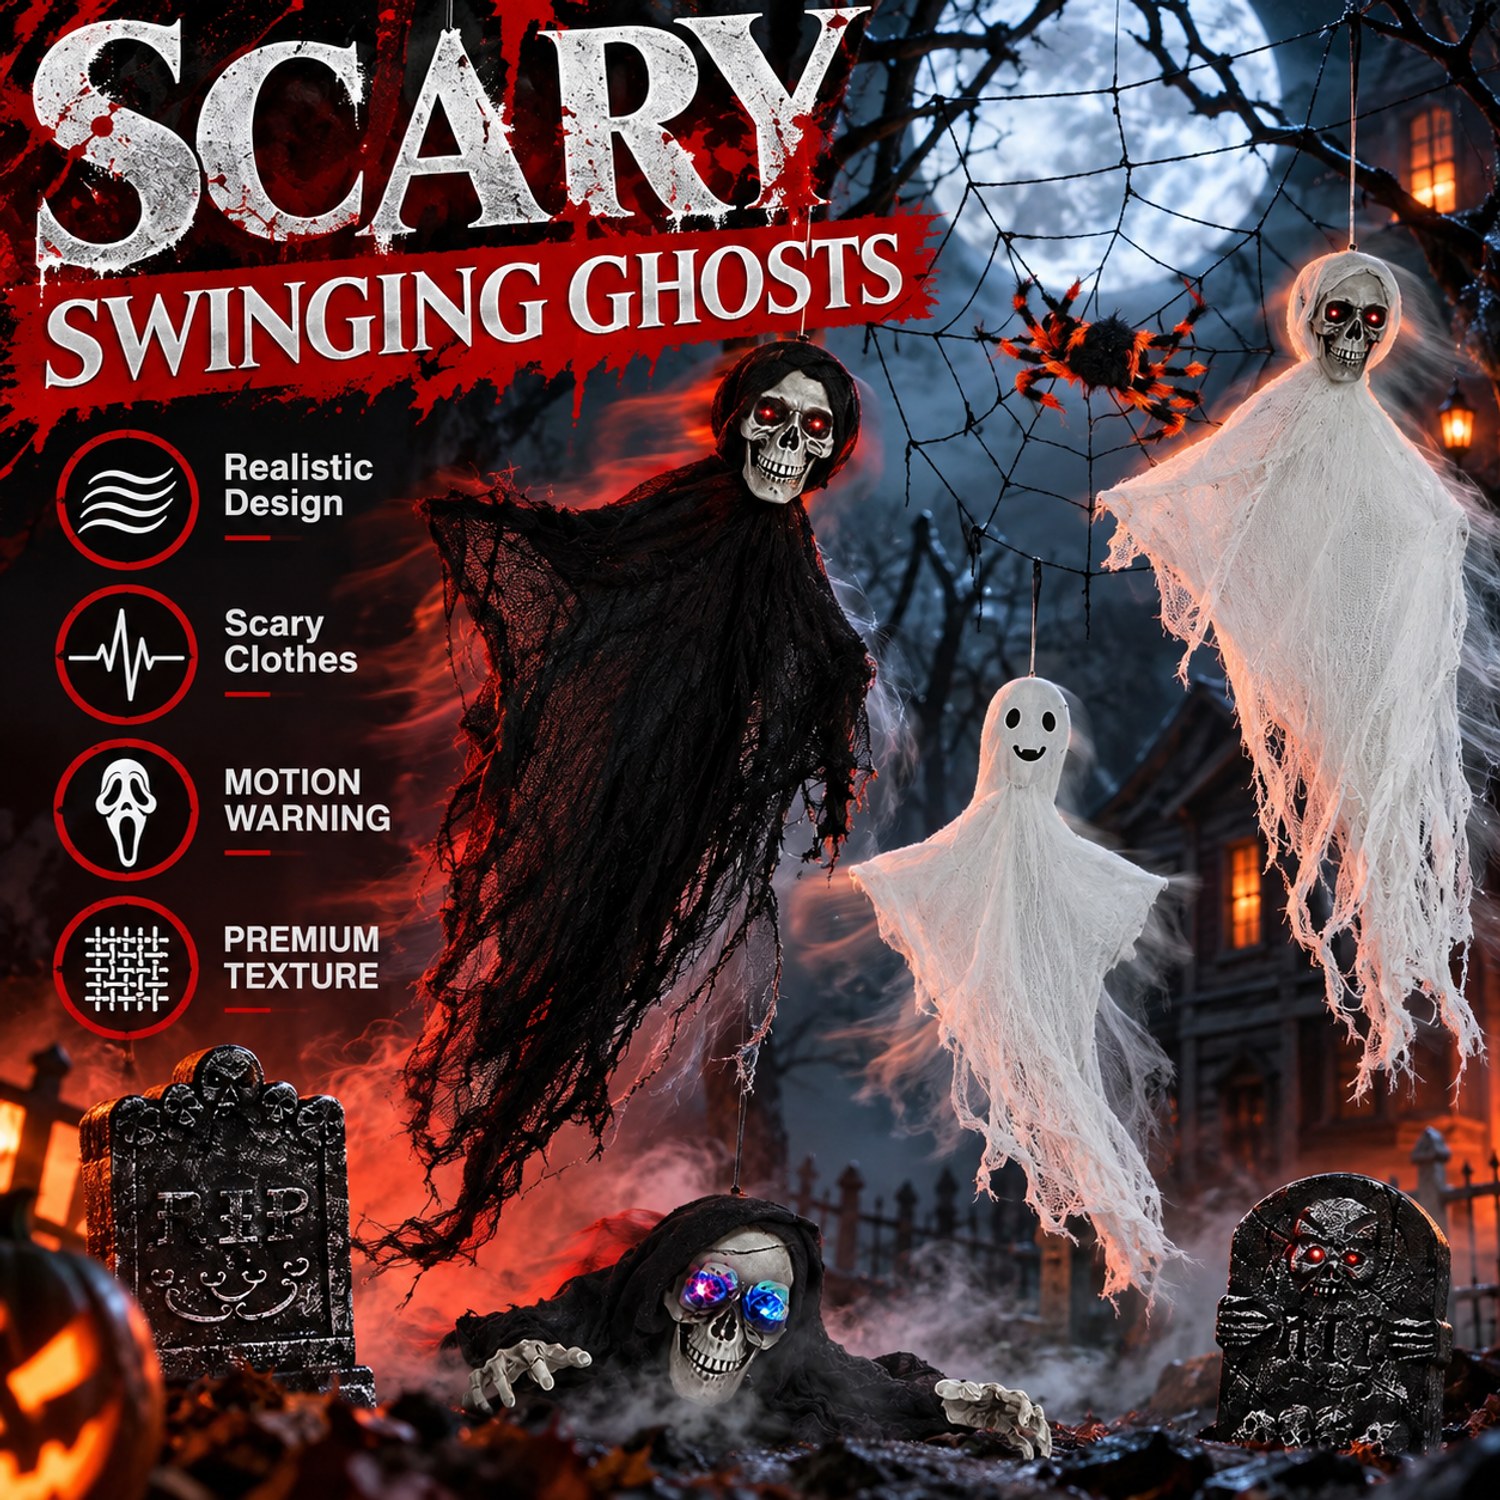 SCARY
SWINGING GHOSTS
Realistic
Design
Scary
Clothes
MOTION
WARNING
PREMIUM
TEXTURE
RIP